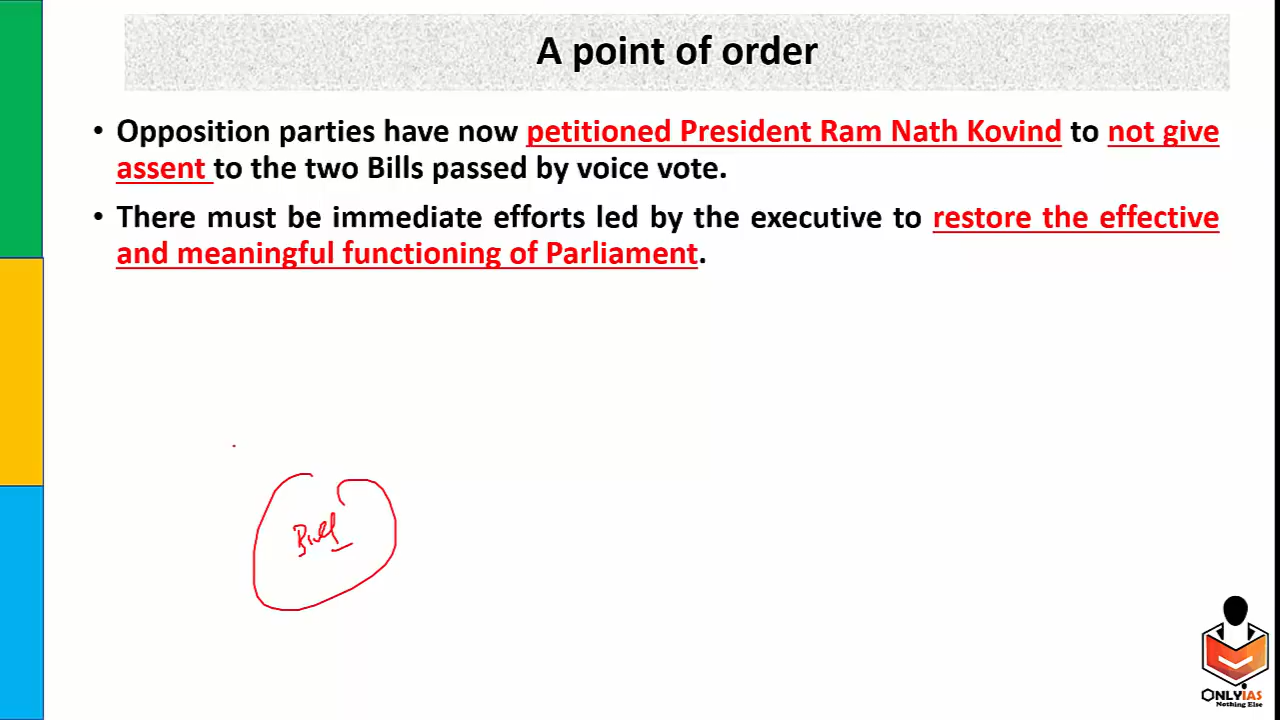 A point of order
• Opposition parties have now petitioned President Ram Nath Kovind to not give
assent to the two Bills passed by voice vote.
• There must be immediate efforts led by the executive to restore the effective
and meaningful functioning of Parliament.
Bill
ONLYIAS
Nothing Else